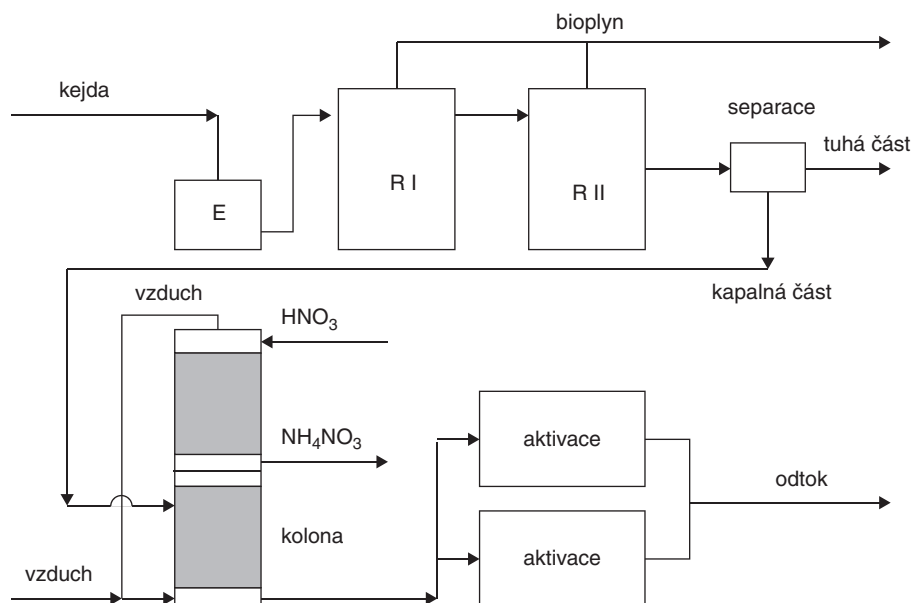 bioplyn
kejda
separace
tuhá část
R I
R II
E
kapalná část
vzduch
HNO₃
NH₄NO₃
aktivace
odtok
kolona
aktivace
vzduch